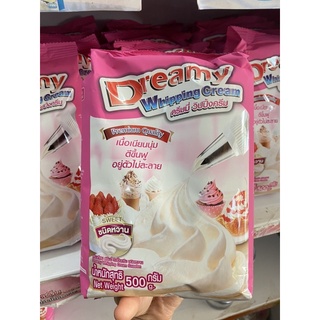 Dreamy
Whipping Cream
ดรีมมี่ วิปปิ้งครีม
Premium Quality
เนื้อเนียนนุ่ม
ตีขึ้นฟู
อยู่ตัวไม่ละลาย
SWEET
ชนิดหวาน
น้ำหนักสุทธิ 500 กรัม
Net Weight g.